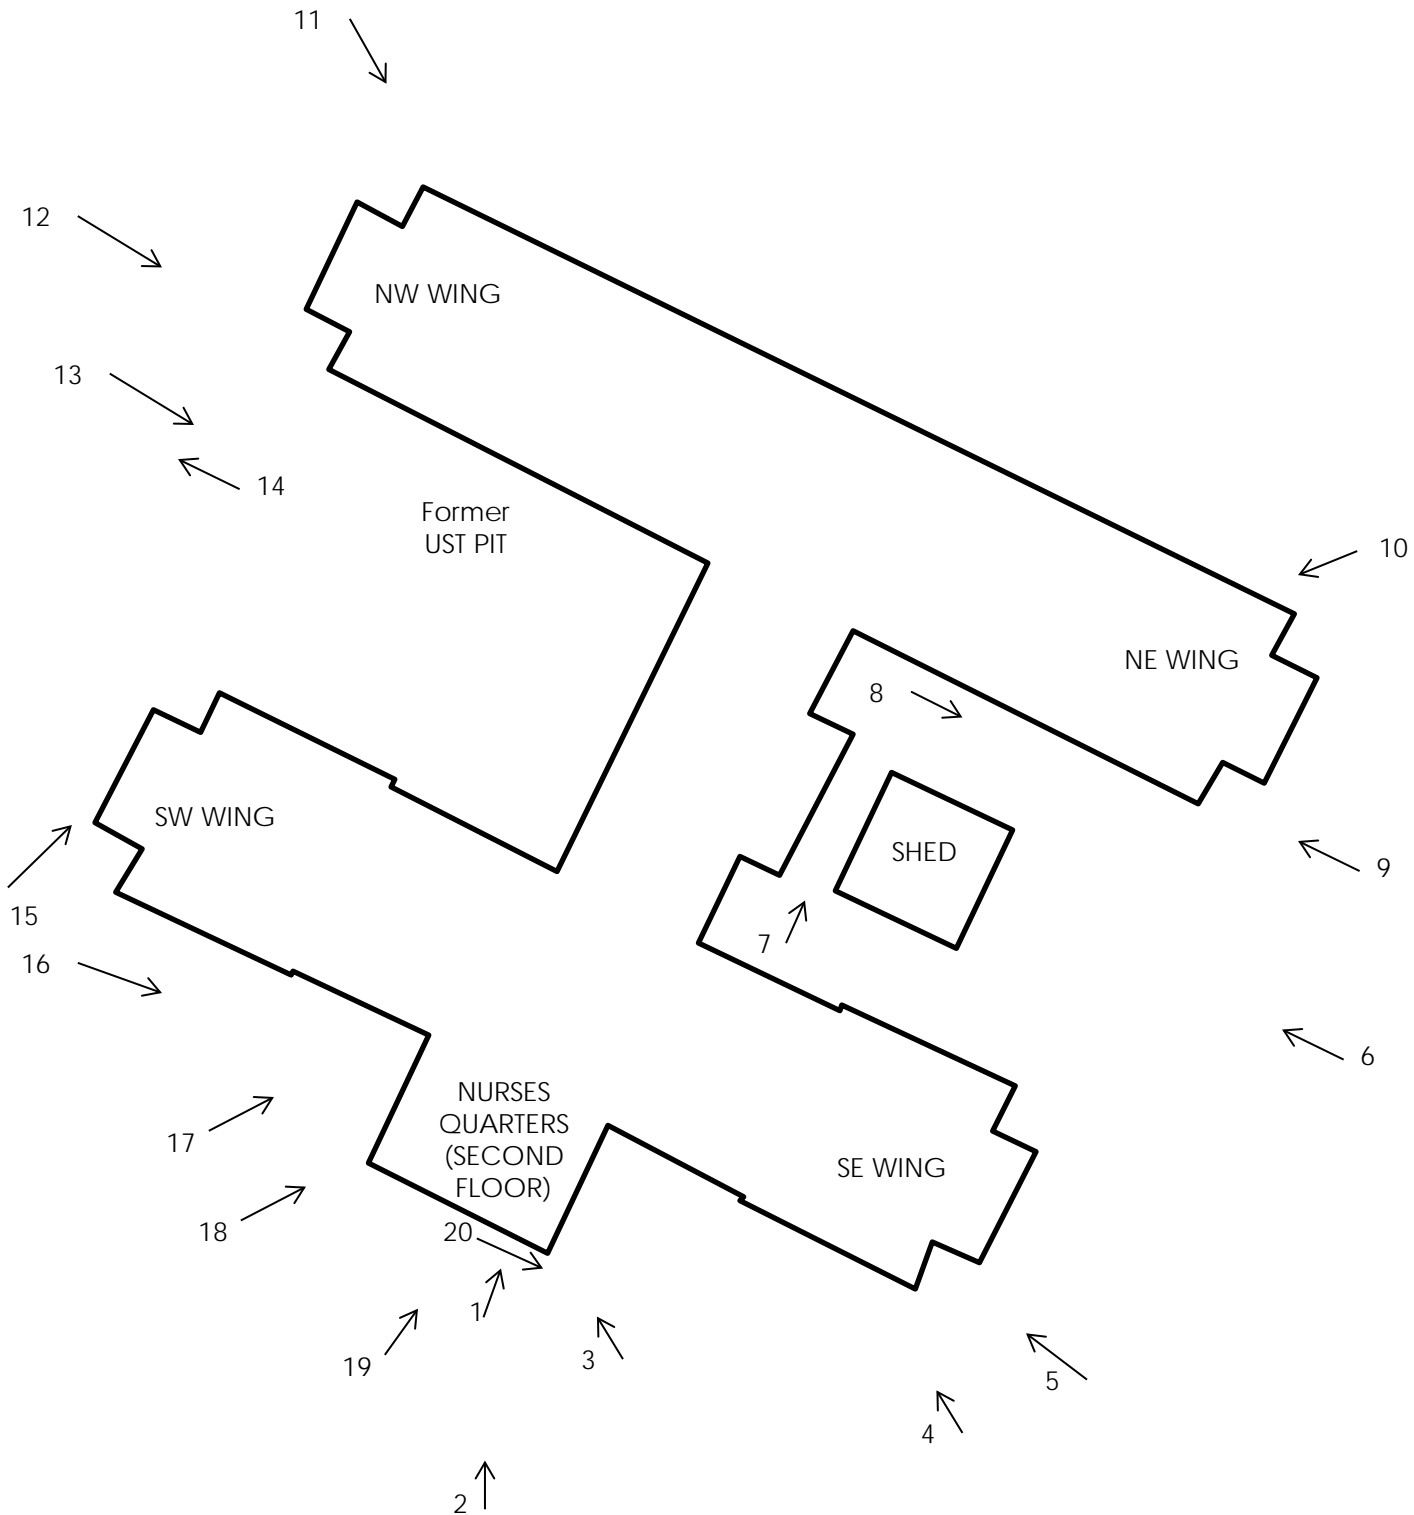 11
12
NW WING
13
14
Former
UST PIT
10
NE WING
8
SW WING
SHED
9
15
7
16
6
NURSES
QUARTERS
(SECOND
FLOOR)
17
SE WING
18
20
1
19
3
5
4
2